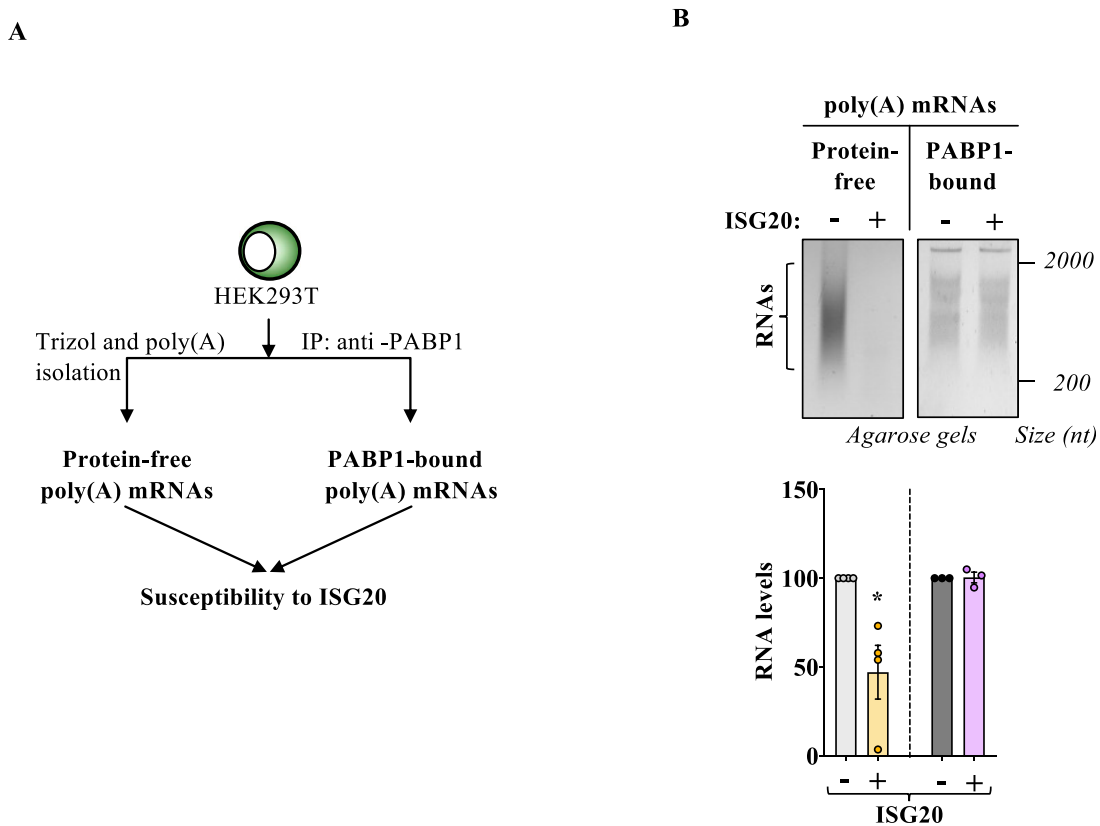 A
HEK293T
Trizol and poly(A)
isolation
IP: anti -PABP1
Protein-free
poly(A) mRNAs
PABP1-bound
poly(A) mRNAs
Susceptibility to ISG20
B
poly(A) mRNAs
Protein-
free
PABP1-
bound
ISG20: - + - +
RNAs
2000
200
Agarose gels
Size (nt)
RNA levels
150
100
50
0
*
- + - +
ISG20